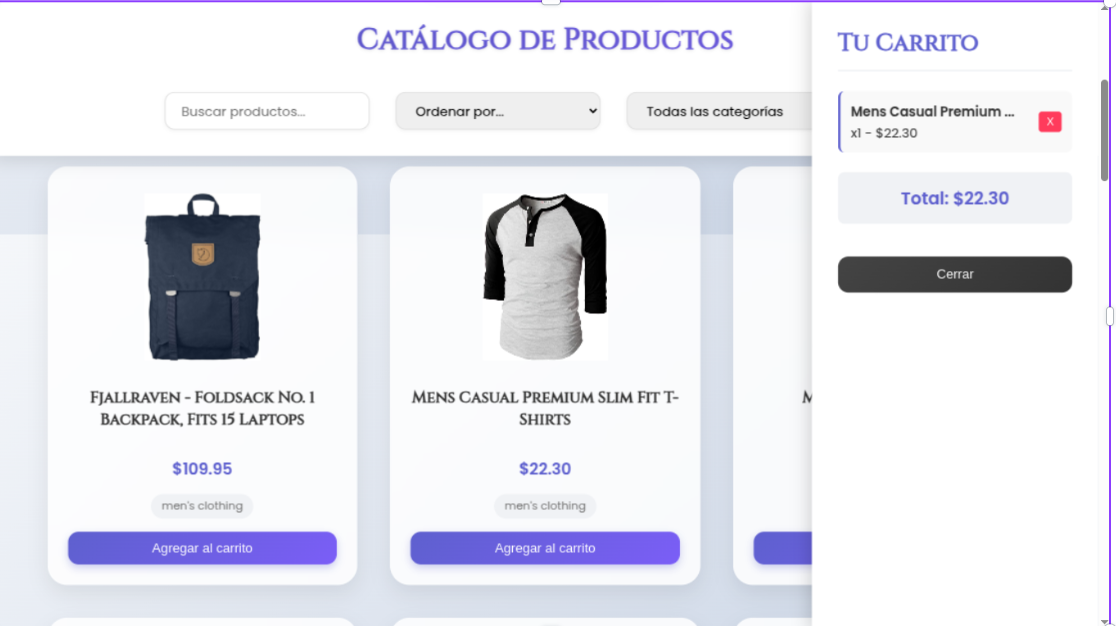 Catálogo de Productos
Buscar productos...
Ordenar por...
Todas las categorías
Fjallraven - Foldsack No. 1
Backpack, Fits 15 Laptops
$109.95
men's clothing
Agregar al carrito
Mens Casual Premium Slim Fit T-
Shirts
$22.30
men's clothing
Agregar al carrito
M
Tu Carrito
Mens Casual Premium ...
x1 - $22.30
X
Total: $22.30
Cerrar